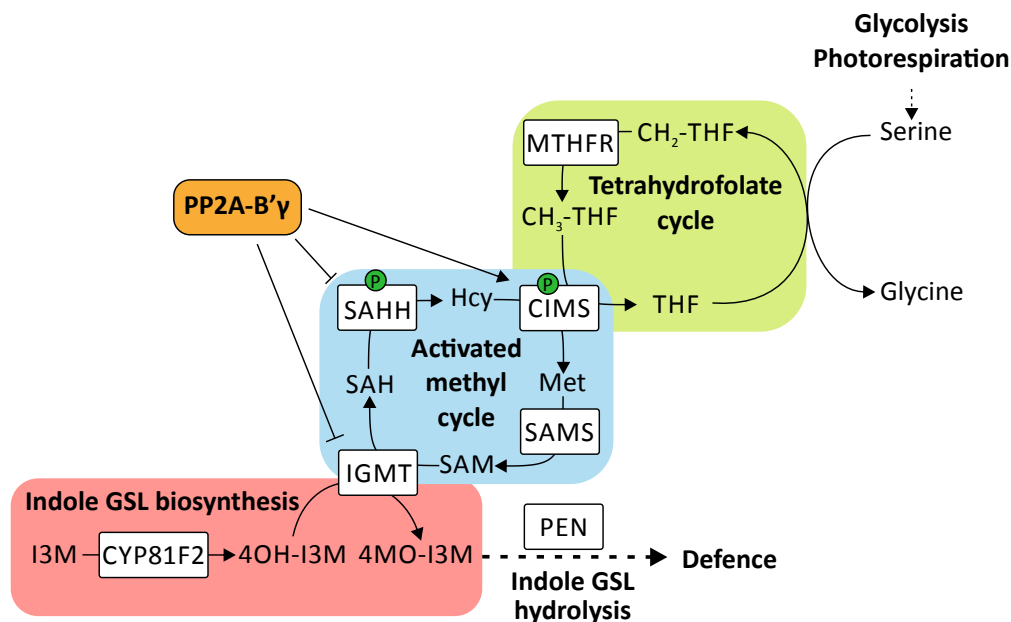 Glycolysis
Photorespiration
Serine
MTHFR
CH₂-THF
Tetrahydrofolate
cycle
CH₃-THF
PP2A-B'γ
P
P
SAHH
Hcy
CIMS
THF
Glycine
Activated
methyl
cycle
SAH
Met
SAMS
IGMT
SAM
Indole GSL biosynthesis
PEN
I3M
CYP81F2
4OH-I3M
4MO-I3M
Defence
Indole GSL
hydrolysis